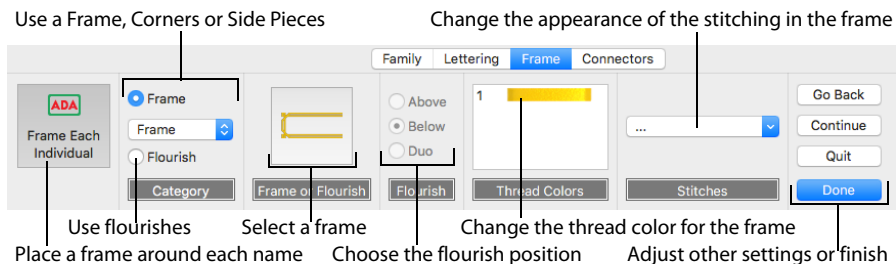 Use a Frame, Corners or Side Pieces
Change the appearance of the stitching in the frame
Family Lettering Frame Connectors
ADA
Frame Each
Individual
Frame
Frame
Flourish
Category
Frame or Flourish
Above
Below
Duo
Flourish
1
Thread Colors
...
Stitches
Go Back
Continue
Quit
Done
Use flourishes
Select a frame
Change the thread color for the frame
Place a frame around each name
Choose the flourish position
Adjust other settings or finish